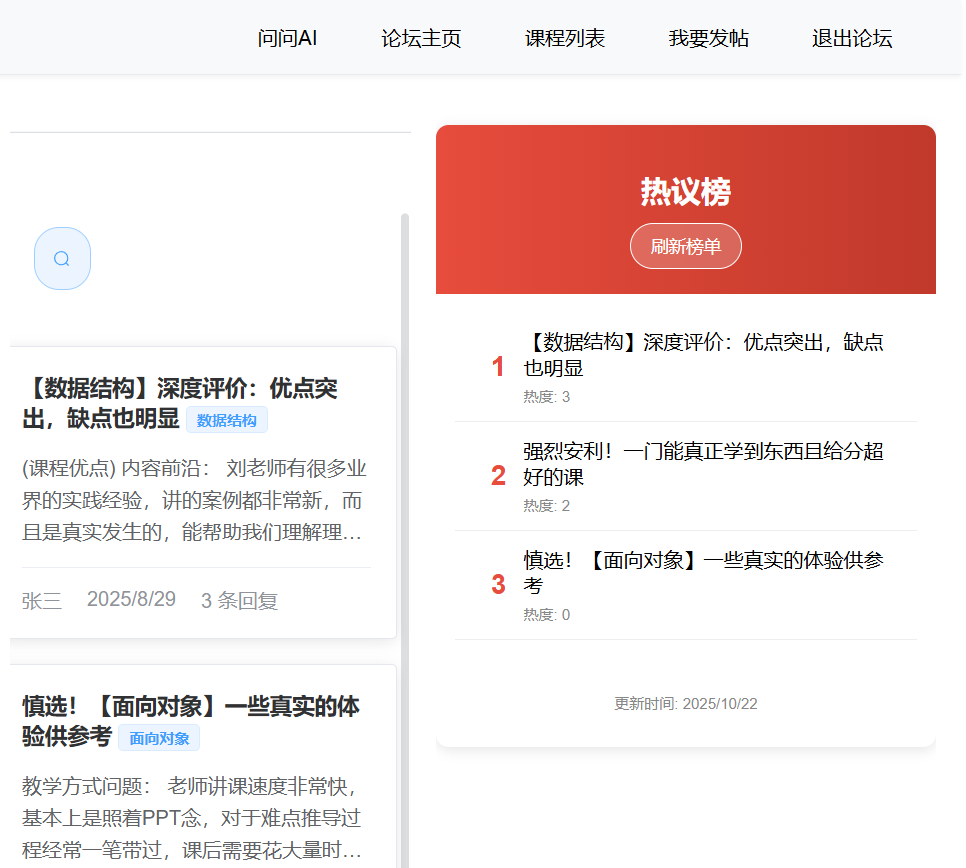 问问AI 论坛主页 课程列表 我要发帖 退出论坛
【数据结构】深度评价：优点突
出，缺点也明显 数据结构
(课程优点) 内容前沿： 刘老师有很多业
界的实践经验，讲的案例都非常新，而
且是真实发生的，能帮助我们理解理…
张三 2025/8/29 3 条回复
慎选！【面向对象】一些真实的体
验供参考 面向对象
教学方式问题： 老师讲课速度非常快，
基本上是照着PPT念，对于难点推导过
程经常一笔带过，课后需要花大量时…
热议榜
刷新榜单
1
【数据结构】深度评价：优点突出，缺点
也明显
热度: 3
2
强烈安利！一门能真正学到东西且给分超
好的课
热度: 2
3
慎选！【面向对象】一些真实的体验供参
考
热度: 0
更新时间: 2025/10/22